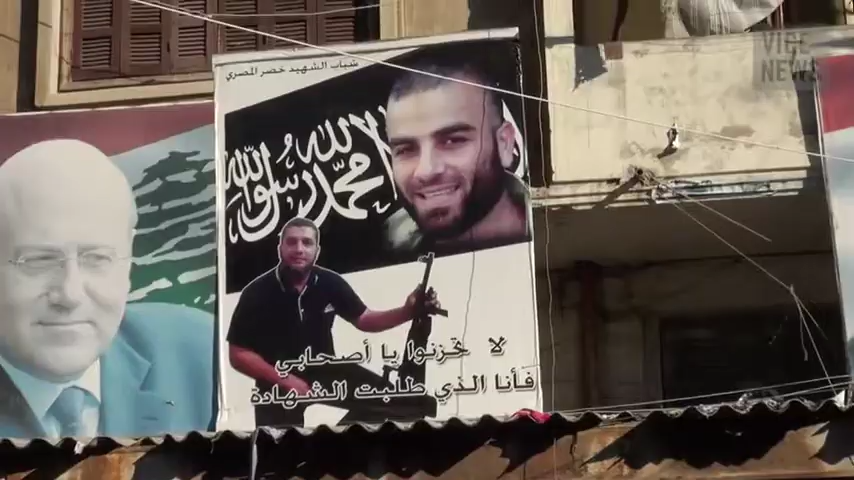 شباب الشهيد خضر المصري
لا إله إلا الله محمد رسول الله
لا تحزنوا يا أصحابي
فأنا الذي طلبت الشهادة
VICE
NEWS